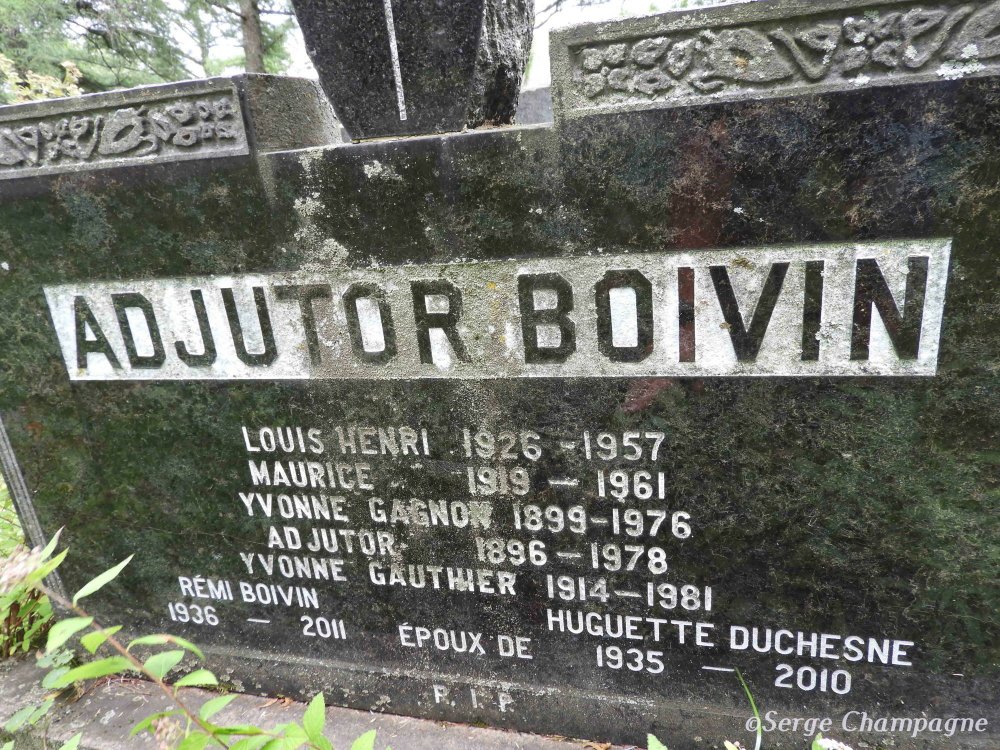 ADJUTOR BOIVIN
LOUIS HENRI 1926 - 1957
MAURICE 1919 - 1961
YVONNE GAGNON 1899-1976
ADJUTOR 1896 - 1978
YVONNE GAUTHIER 1914-1981
RÉMI BOIVIN
1936 - 2011
ÉPOUX DE
HUGUETTE DUCHESNE
1935 - 2010
R.I.P
©Serge Champagne